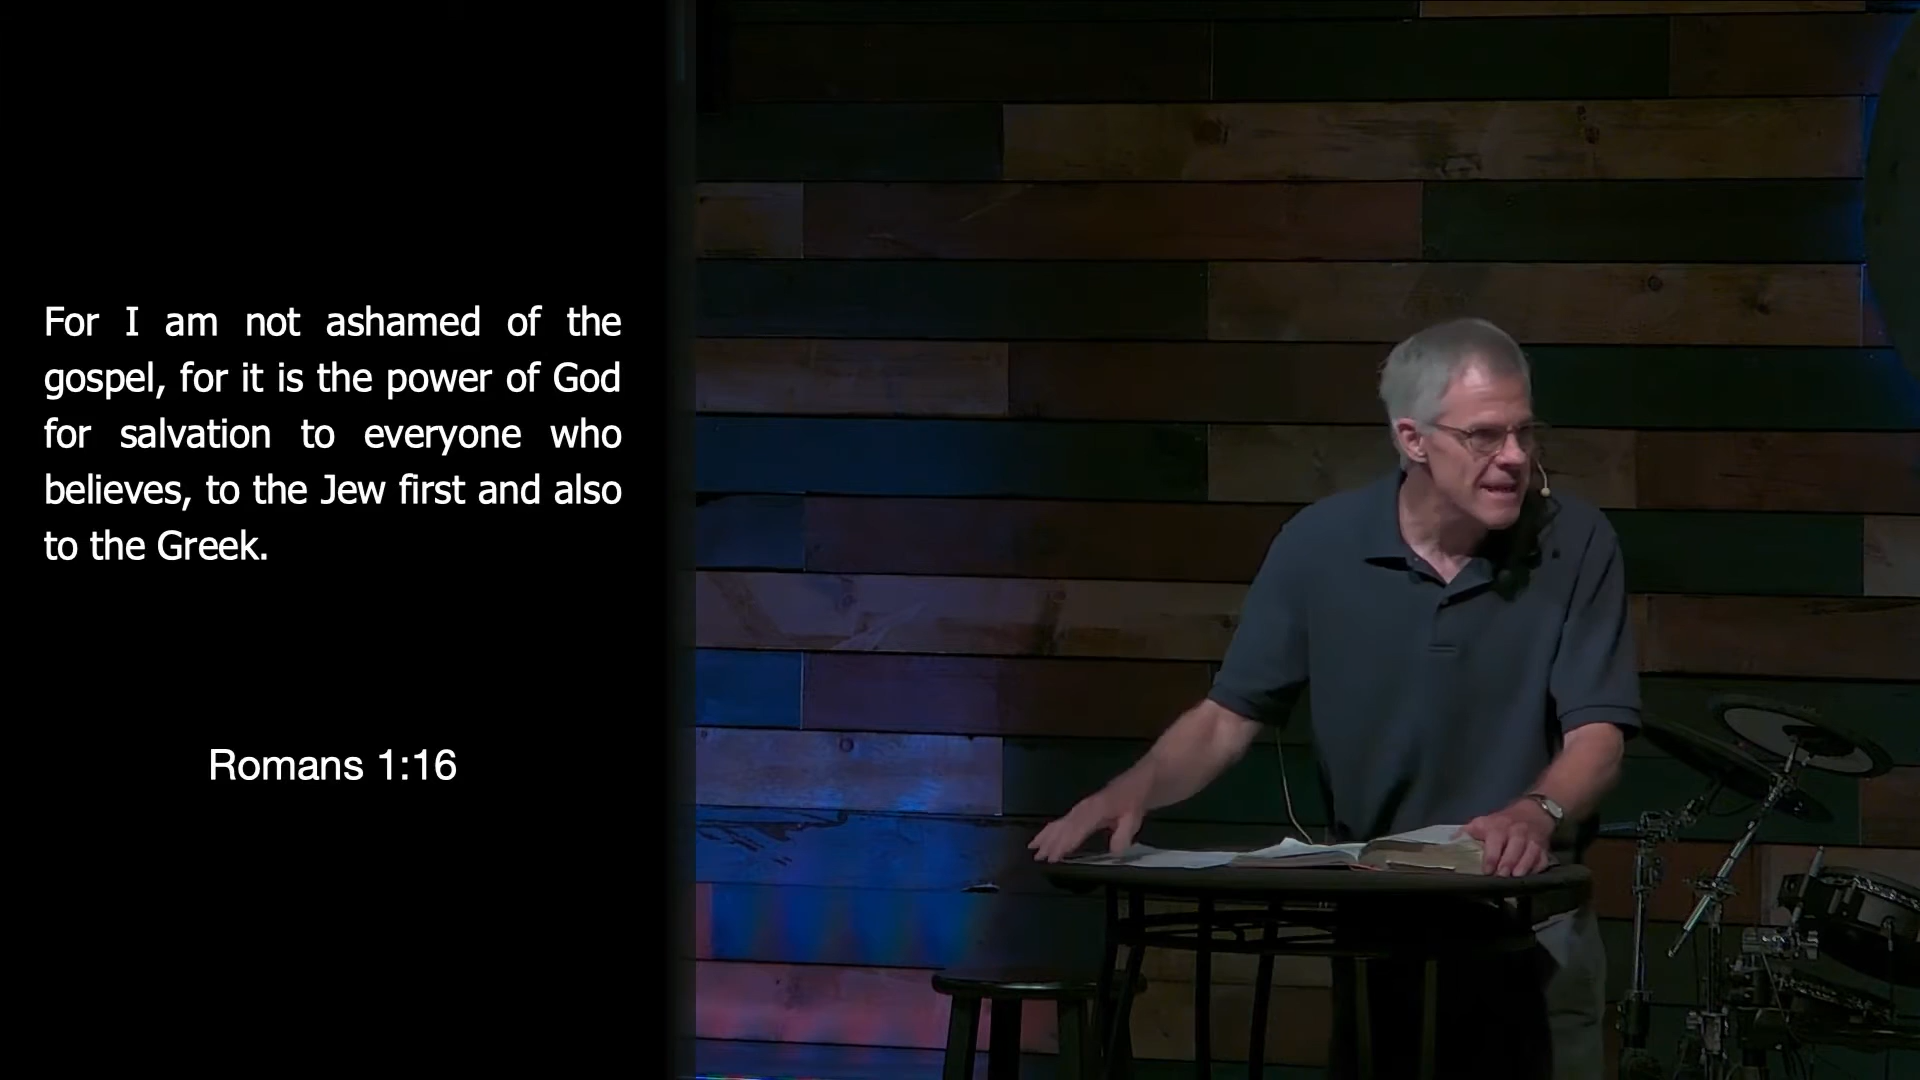 For I am not ashamed of the
gospel, for it is the power of God
for salvation to everyone who
believes, to the Jew first and also
to the Greek.
Romans 1:16